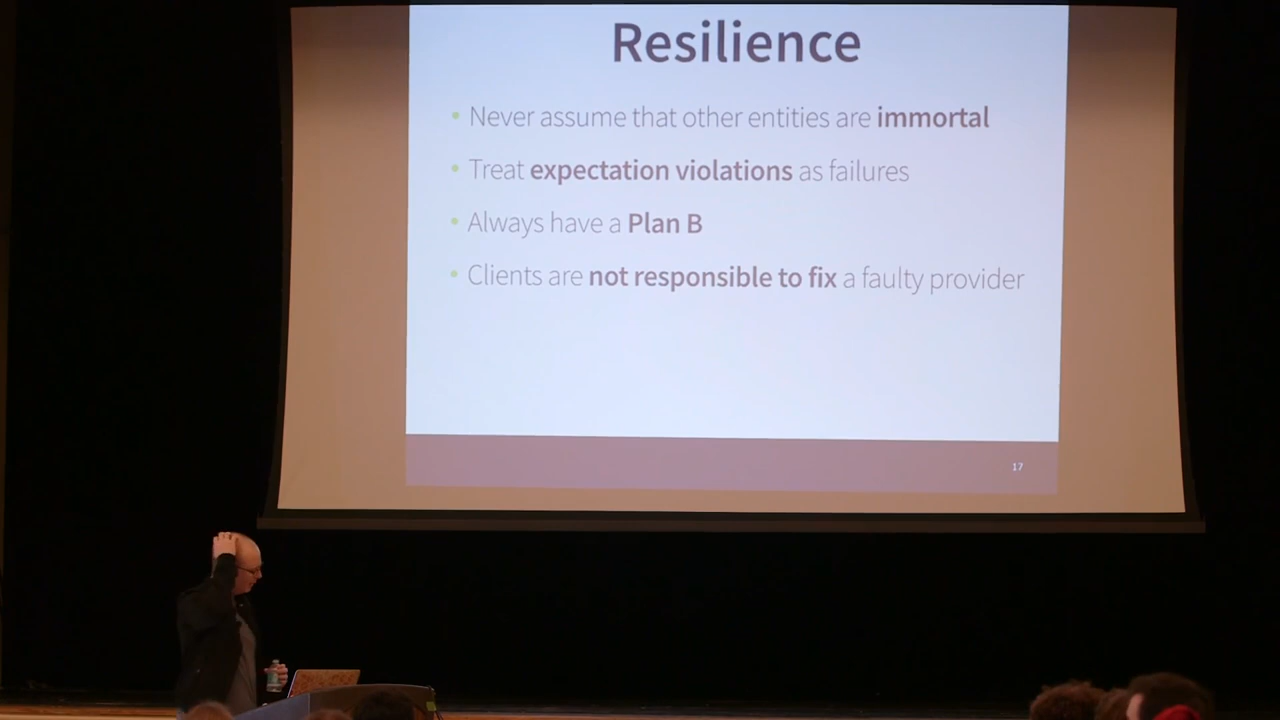 Resilience
• Never assume that other entities are immortal
• Treat expectation violations as failures
• Always have a Plan B
• Clients are not responsible to fix a faulty provider
17